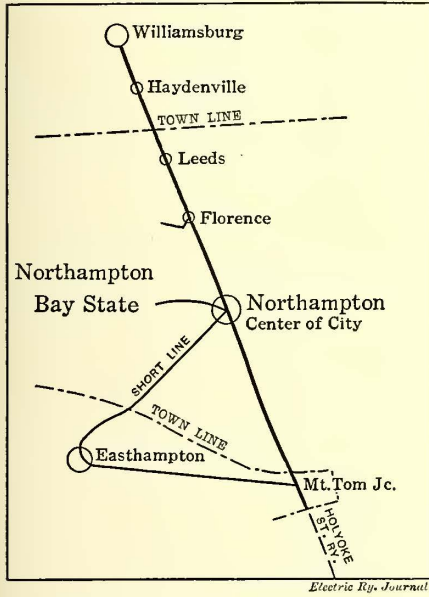 Williamsburg
Haydenville
TOWN LINE
Leeds
Florence
Northampton
Bay State
Northampton
Center of City
SHORT LINE
TOWN LINE
Easthampton
Mt. Tom Jc.
HOLYOKE
ST. RY.
Electric Ry. Journal